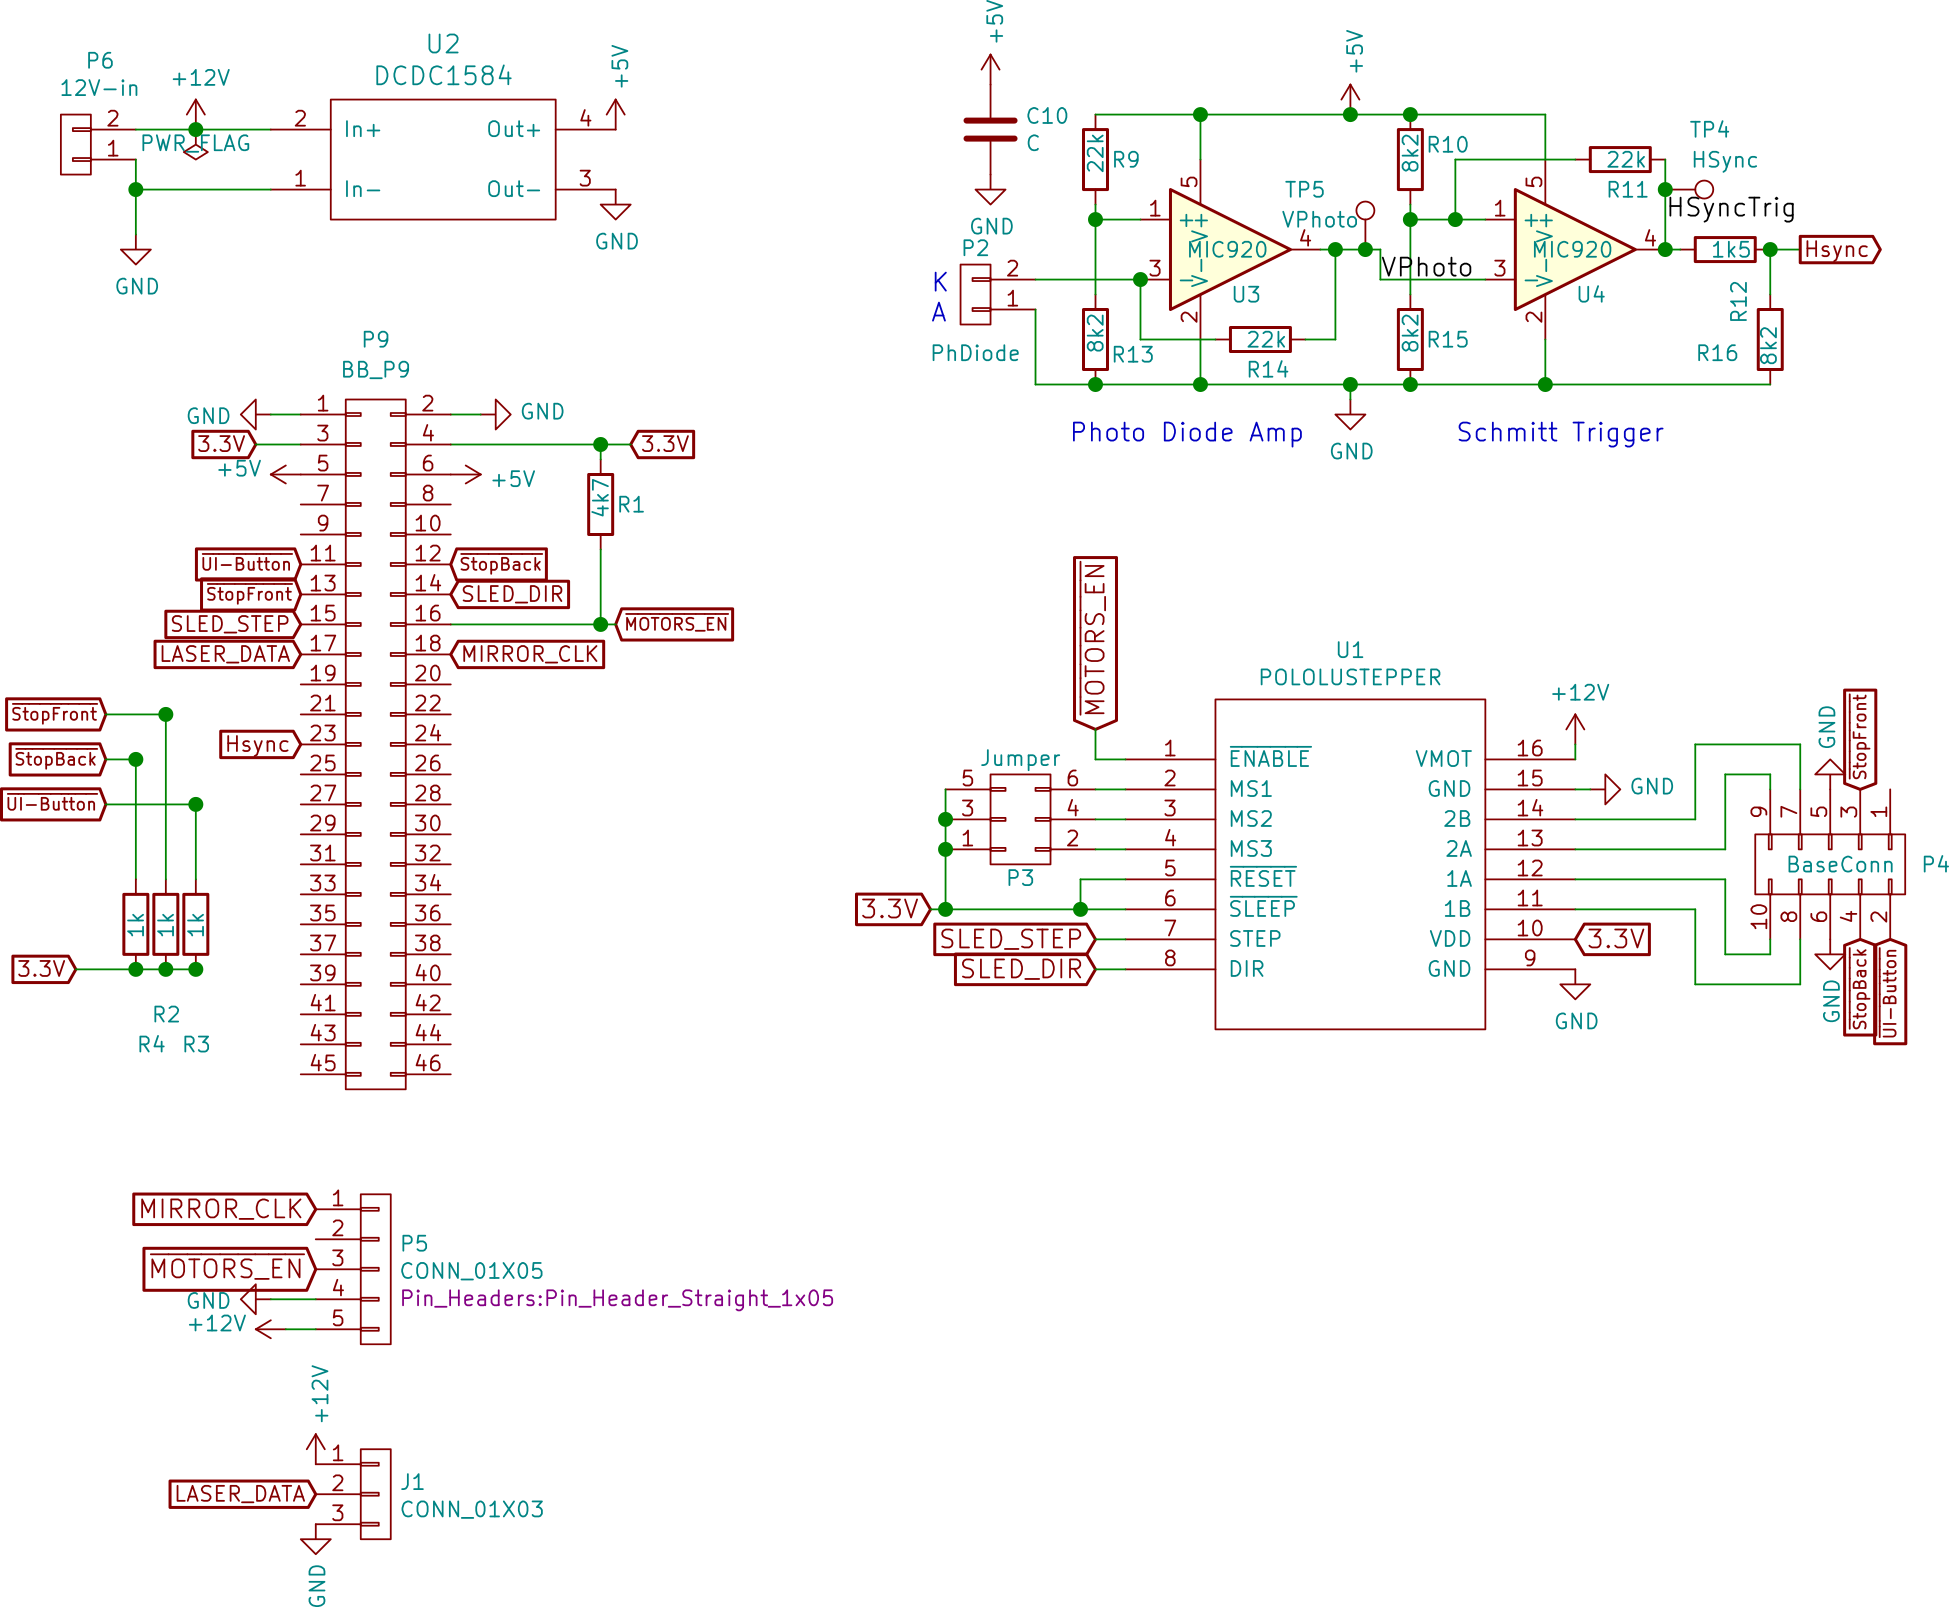 P6
12V-in
2
1
+12V
PWR_FLAG
GND
U2
DCDC1584
2
In+
Out+
4
1
In-
Out-
3
+5V
GND
+5V
C10
C
GND
P2
K
A
2
1
PhDiode
22k
R9
8k2
R13
1
3
5
2
+
V+
MIC920
-
V-
4
U3
22k
R14
TP5
VPhoto
VPhoto
+5V
8k2
R10
8k2
R15
GND
1
3
5
2
+
V+
MIC920
-
V-
4
U4
22k
R11
TP4
HSync
HSyncTrig
1k5
R12
8k2
R16
Hsync
Photo Diode Amp
Schmitt Trigger
P9
BB_P9
GND
1
2
GND
3.3V
3
4
3.3V
+5V
5
6
+5V
7
8
4k7
R1
9
10
UI-Button
11
12
StopBack
StopFront
13
14
SLED_DIR
SLED_STEP
15
16
MOTORS_EN
LASER_DATA
17
18
MIRROR_CLK
19
20
21
22
Hsync
23
24
25
26
27
28
29
30
31
32
33
34
35
36
37
38
39
40
41
42
43
44
45
46
StopFront
StopBack
UI-Button
1k
1k
1k
3.3V
R2
R4
R3
MOTORS_EN
U1
POLOLUSTEPPER
Jumper
5
6
3
4
1
2
P3
3.3V
SLED_STEP
SLED_DIR
1
ENABLE
VMOT
16
2
MS1
GND
15
3
MS2
2B
14
4
MS3
2A
13
5
RESET
1A
12
6
SLEEP
1B
11
7
STEP
VDD
10
8
DIR
GND
9
+12V
GND
3.3V
GND
GND
StopFront
9
7
5
3
1
BaseConn
P4
10
8
6
4
2
GND
StopBack
UI-Button
MIRROR_CLK
1
2
MOTORS_EN
3
GND
4
+12V
5
P5
CONN_01X05
Pin_Headers:Pin_Header_Straight_1x05
+12V
1
LASER_DATA
2
3
J1
CONN_01X03
GND